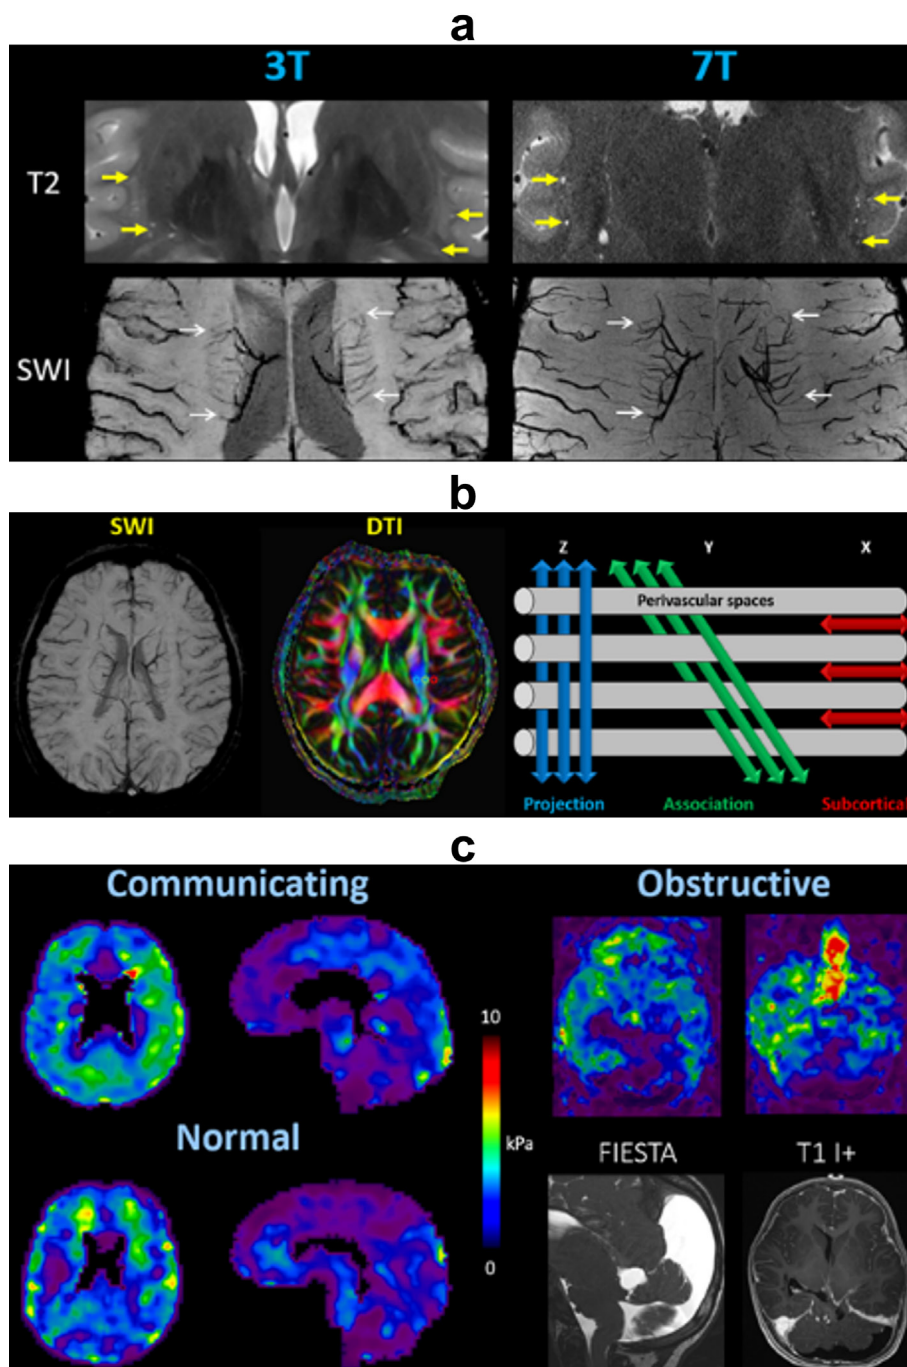 a
3T 7T
T2
SWI
b
SWI DTI Z Y X
Perivascular spaces
Projection Association Subcortical
c
Communicating Obstructive
10
Normal
kPa
FIESTA T1 I+
0